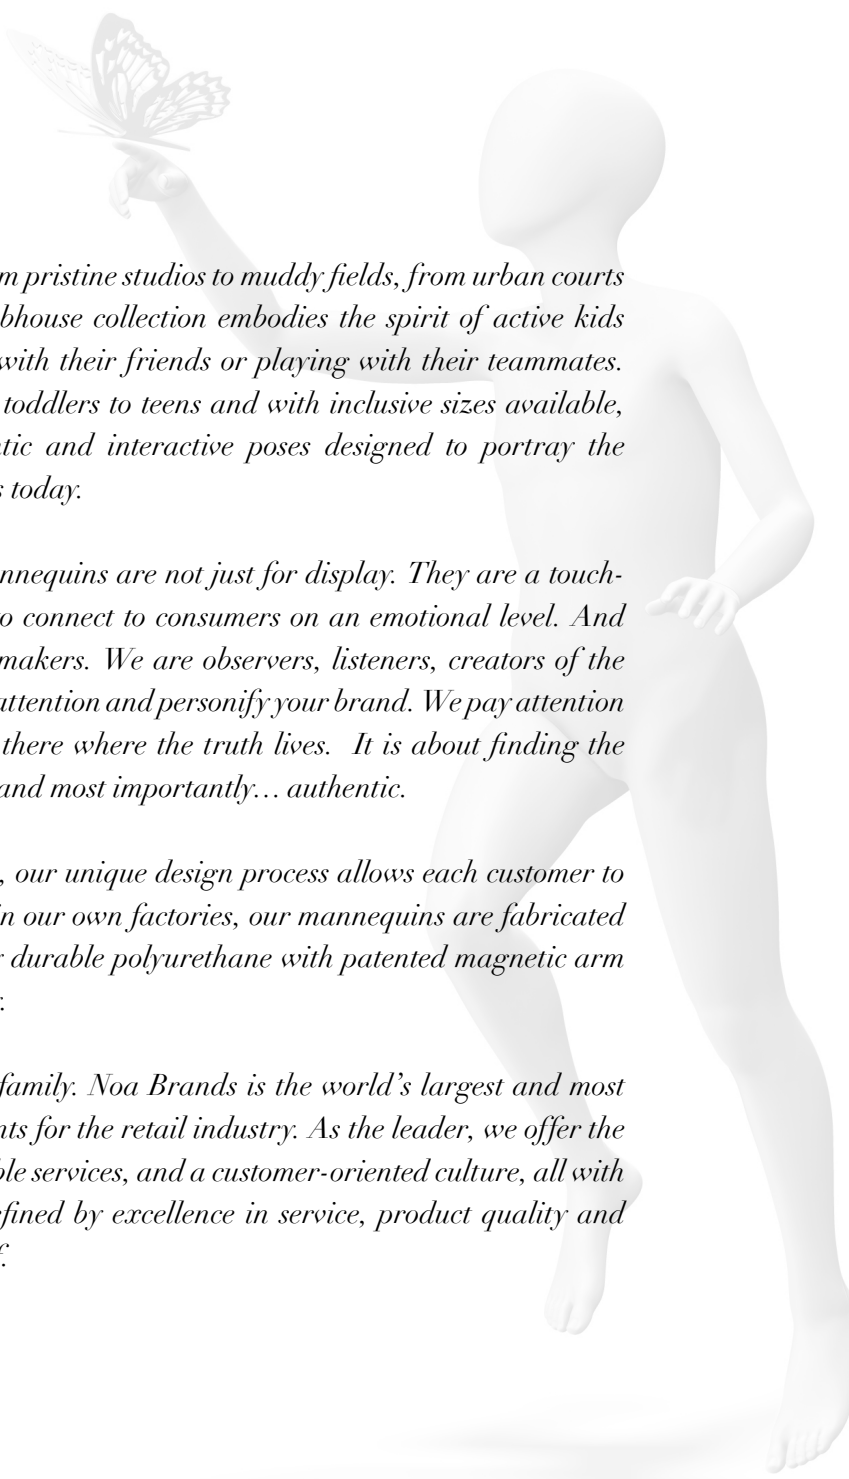 m pristine studios to muddy fields, from urban courts
bhouse collection embodies the spirit of active kids
with their friends or playing with their teammates.
toddlers to teens and with inclusive sizes available,
tic and interactive poses designed to portray the
s today.
nnequins are not just for display. They are a touch-
o connect to consumers on an emotional level. And
makers. We are observers, listeners, creators of the
attention and personify your brand. We pay attention
there where the truth lives. It is about finding the
and most importantly… authentic.
, our unique design process allows each customer to
in our own factories, our mannequins are fabricated
r durable polyurethane with patented magnetic arm
r.
family. Noa Brands is the world’s largest and most
nts for the retail industry. As the leader, we offer the
ble services, and a customer-oriented culture, all with
efined by excellence in service, product quality and
f.